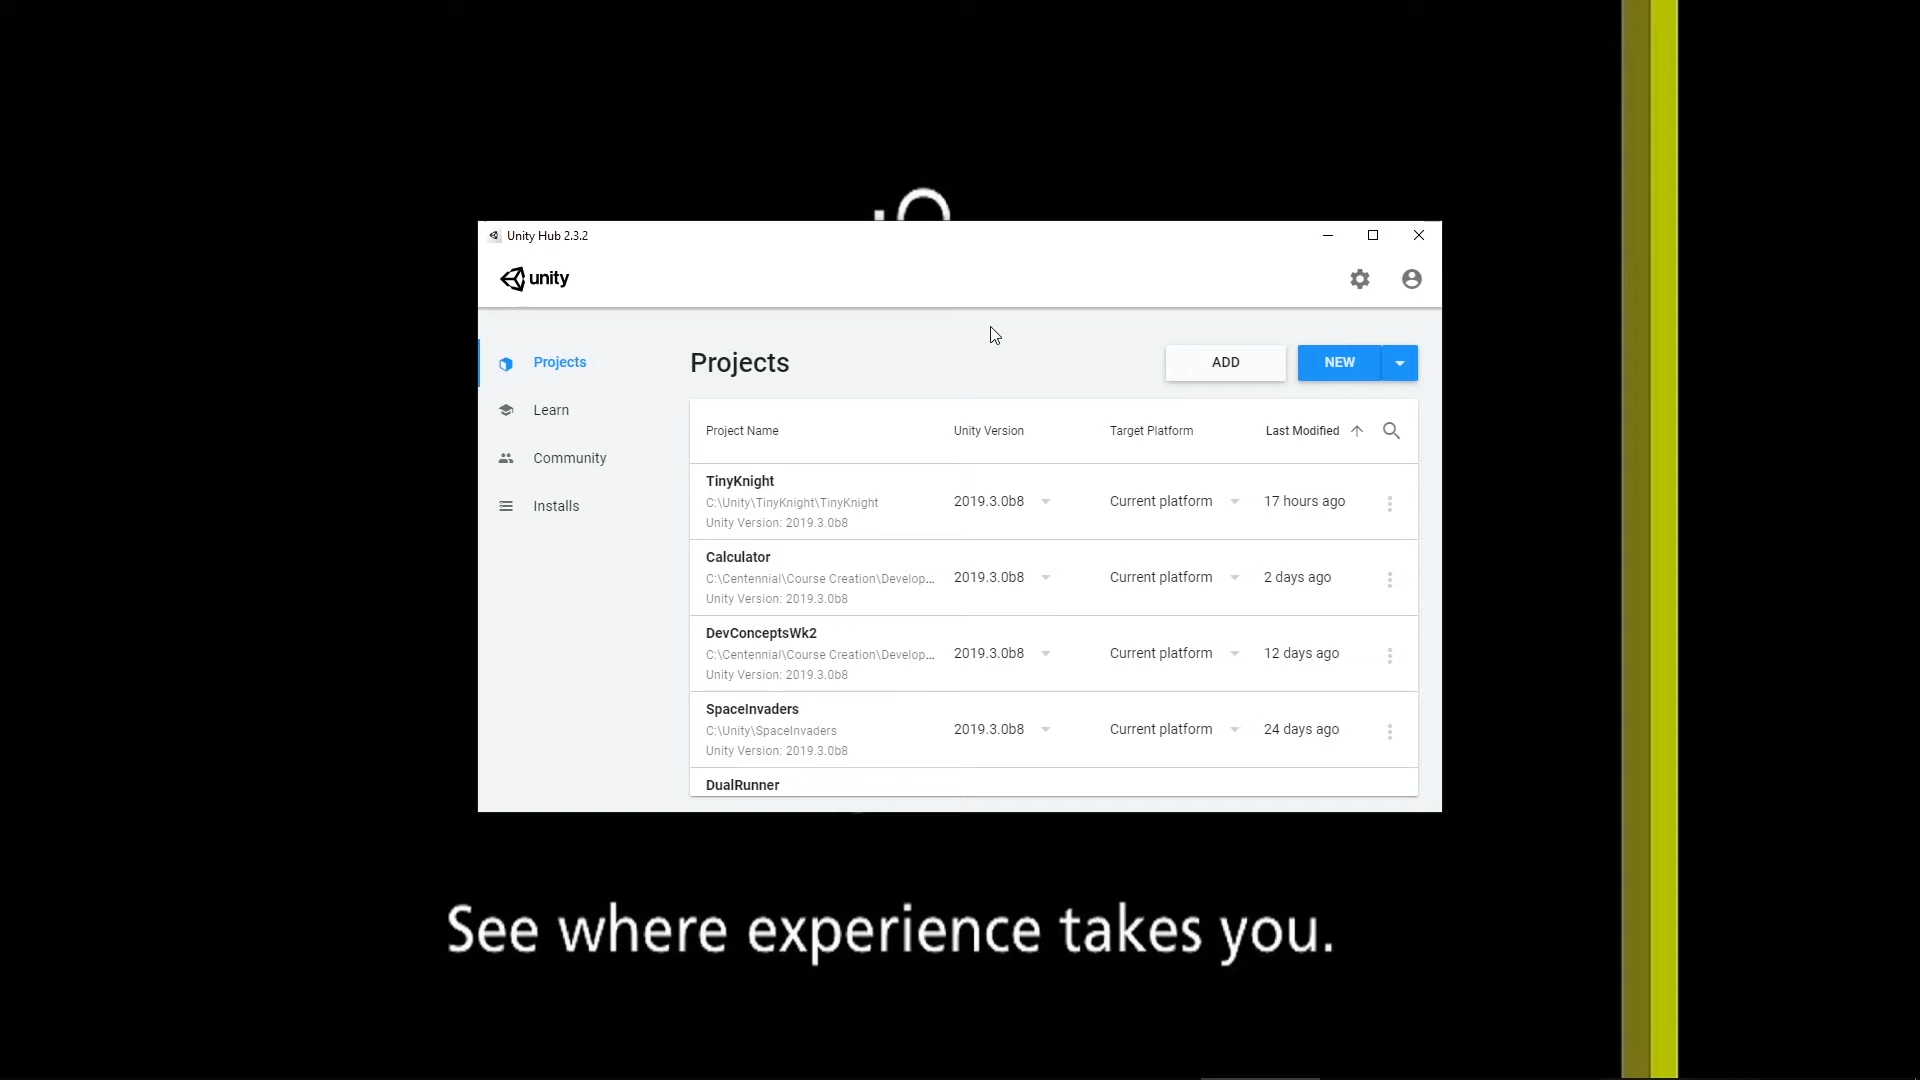 Unity Hub 2.3.2
unity
Projects
Learn
Community
Installs
Projects
ADD
NEW
Project Name Unity Version Target Platform Last Modified
TinyKnight
C:\Unity\TinyKnight\TinyKnight
Unity Version: 2019.3.0b8
2019.3.0b8 Current platform 17 hours ago
Calculator
C:\Centennial\Course Creation\Develop...
Unity Version: 2019.3.0b8
2019.3.0b8 Current platform 2 days ago
DevConceptsWk2
C:\Centennial\Course Creation\Develop...
Unity Version: 2019.3.0b8
2019.3.0b8 Current platform 12 days ago
SpaceInvaders
C:\Unity\SpaceInvaders
Unity Version: 2019.3.0b8
2019.3.0b8 Current platform 24 days ago
DualRunner
See where experience takes you.